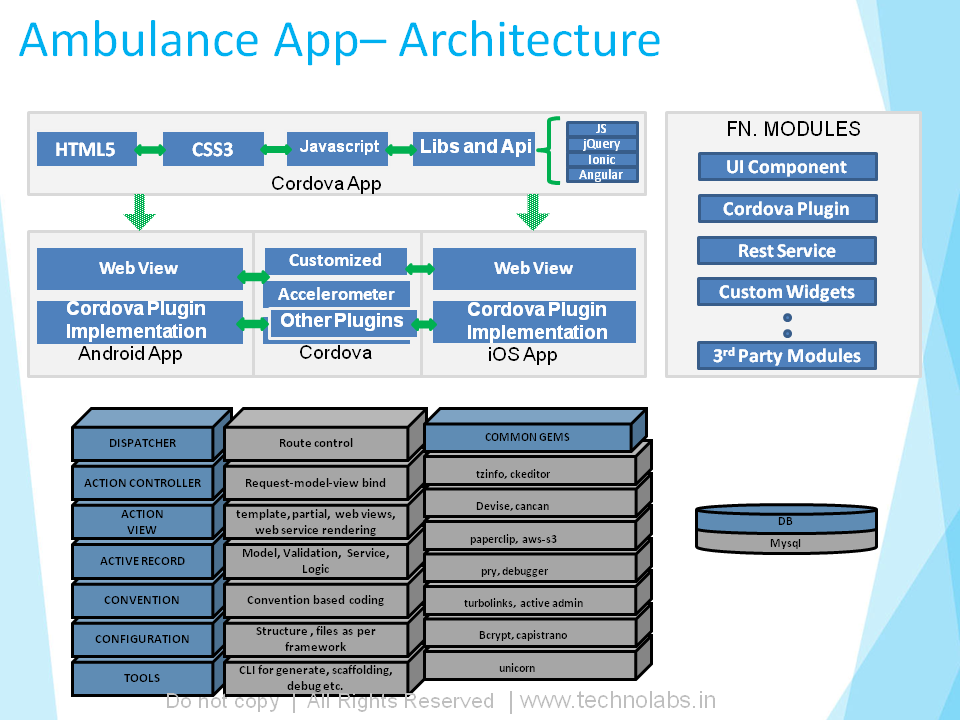 Ambulance App– Architecture
HTML5
CSS3
Javascript
Libs and Api
JS
jQuery
Ionic
Angular
Cordova App
FN. MODULES
UI Component
Cordova Plugin
Rest Service
Custom Widgets
3rd Party Modules
Web View
Cordova Plugin
Implementation
Android App
Customized
Accelerometer
Other Plugins
Cordova
Web View
Cordova Plugin
Implementation
iOS App
DISPATCHER
Route control
COMMON GEMS
ACTION CONTROLLER
Request-model-view bind
tzinfo, ckeditor
ACTION
VIEW
template, partial, web views,
web service rendering
Devise, cancan
ACTIVE RECORD
Model, Validation, Service,
Logic
paperclip, aws-s3
pry, debugger
CONVENTION
Convention based coding
turbolinks, active admin
CONFIGURATION
Structure , files as per
framework
Bcrypt, capistrano
TOOLS
CLI for generate, scaffolding,
debug etc.
unicorn
DB
Mysql
Do not copy | All Rights Reserved | www.technolabs.in